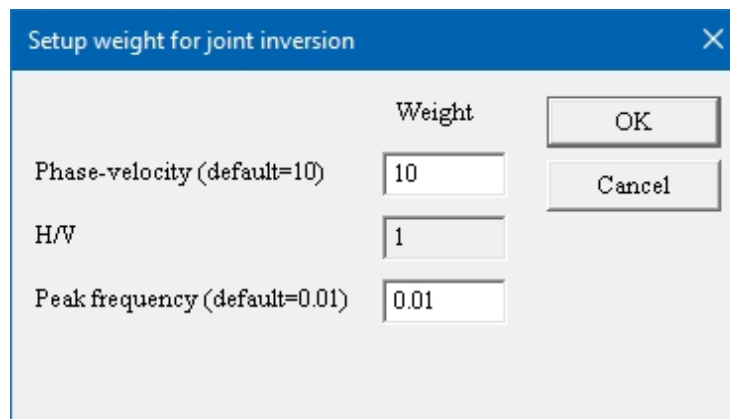 Setup weight for joint inversion
Weight
OK
Phase-velocity (default=10)
10
Cancel
H/V
1
Peak frequency (default=0.01)
0.01